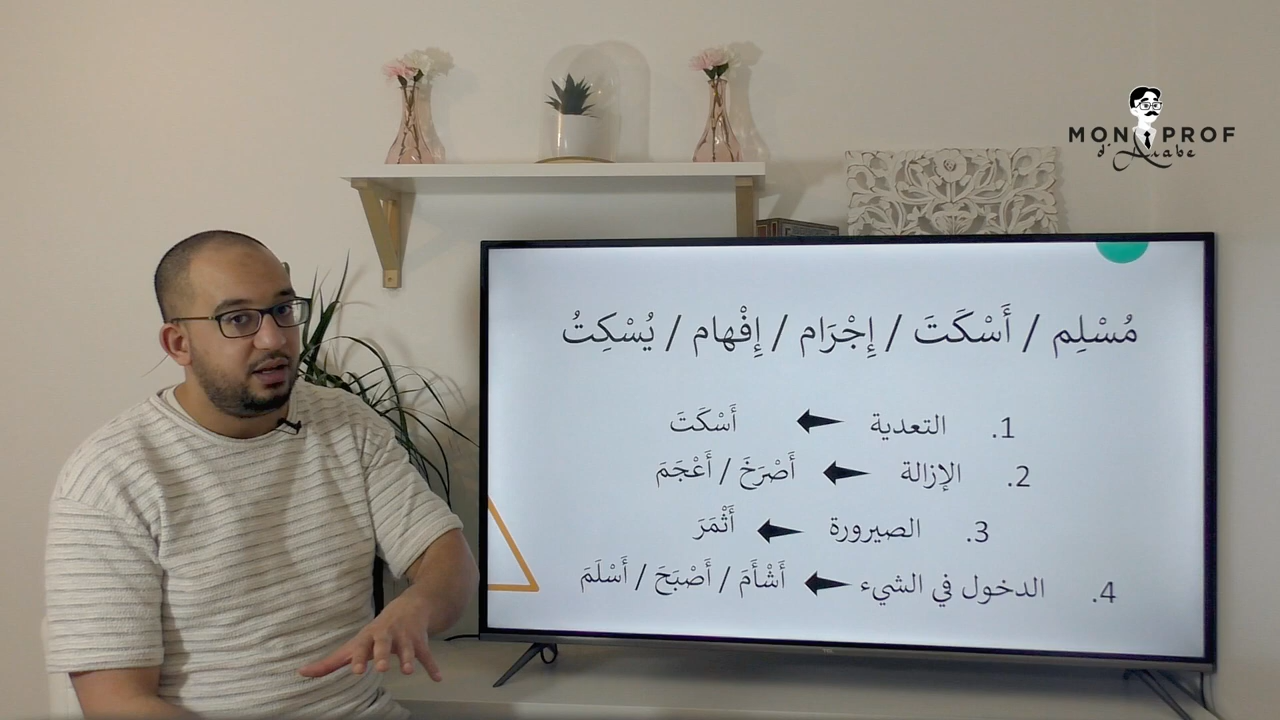 MON PROF
d'Arabe
مُسْلِم / أَسْكَتَ / إِجْرَام / إِفْهام / يُسْكِتُ
1. التعدية ← أَسْكَتَ
2. الإزالة ← أَصْرَخَ / أَعْجَمَ
3. الصيرورة ← أَثْمَرَ
4. الدخول في الشيء ← أَشْأَمَ / أَصْبَحَ / أَسْلَمَ